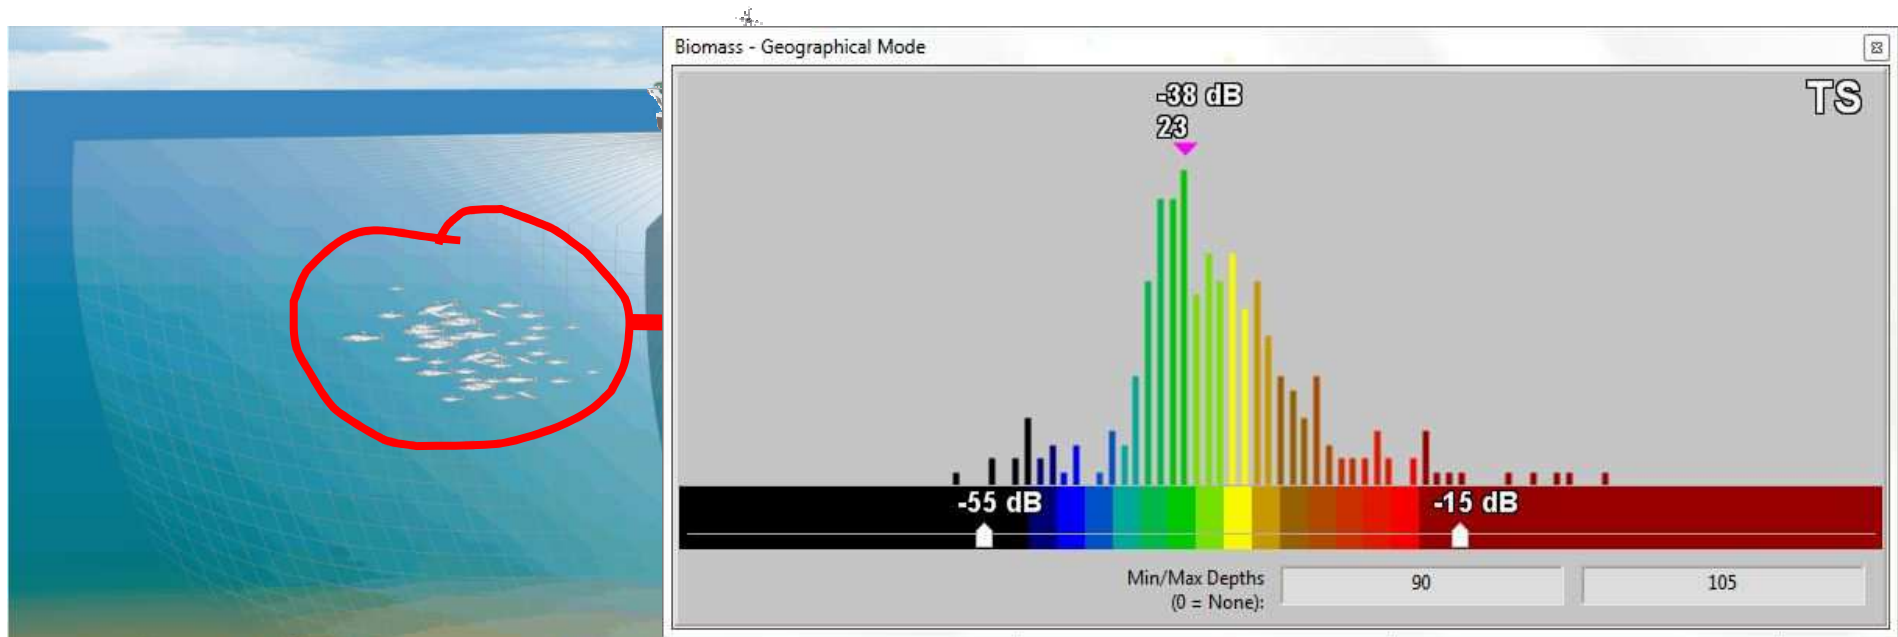 Biomass - Geographical Mode
TS
-38 dB
23
-55 dB
-15 dB
Min/Max Depths
(0 = None):
90
105